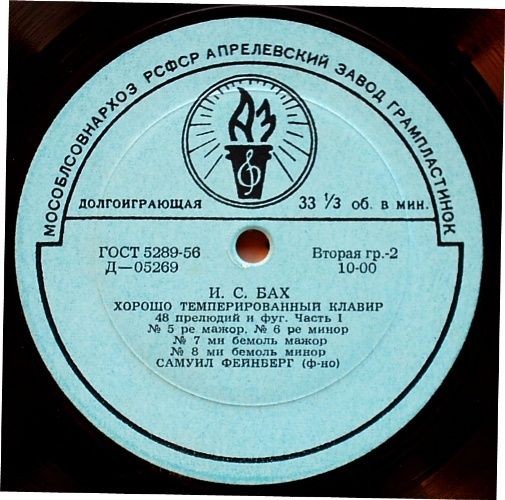 МОСОБЛСОВНАРХОЗ РСФСР АПРЕЛЕВСКИЙ ЗАВОД ГРАМПЛАСТИНОК
АЗ
ДОЛГОИГРАЮЩАЯ 33 1/3 об. в мин.
ГОСТ 5289-56 Вторая гр.-2
Д—05269 10-00
И. С. БАХ
ХОРОШО ТЕМПЕРИРОВАННЫЙ КЛАВИР
48 прелюдий и фуг. Часть I
№ 5 ре мажор, № 6 ре минор
№ 7 ми бемоль мажор
№ 8 ми бемоль минор
САМУИЛ ФЕЙНБЕРГ (ф-но)